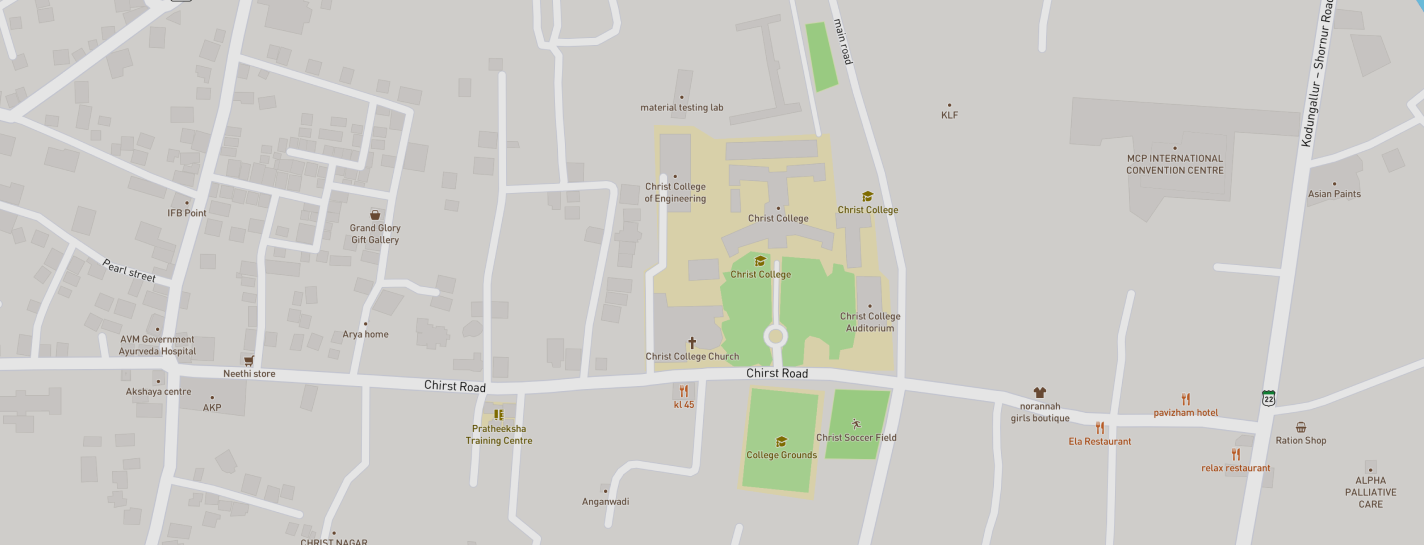 main road
Kodungallur - Shornur Road
material testing lab
KLF
MCP INTERNATIONAL
CONVENTION CENTRE
Christ College
of Engineering
Asian Paints
Christ College
IFB Point
Christ College
Grand Glory
Gift Gallery
Pearl street
Christ College
Christ College
Auditorium
Arya home
AVM Government
Ayurveda Hospital
Christ College Church
Neethi store
Chirst Road
Chirst Road
Akshaya centre
AKP
kl 45
22
norannah
girls boutique
pavizham hotel
Pratheeksha
Training Centre
Christ Soccer Field
Ela Restaurant
Ration Shop
College Grounds
relax restaurant
Anganwadi
ALPHA
PALLIATIVE
CARE
CHRIST NAGAR